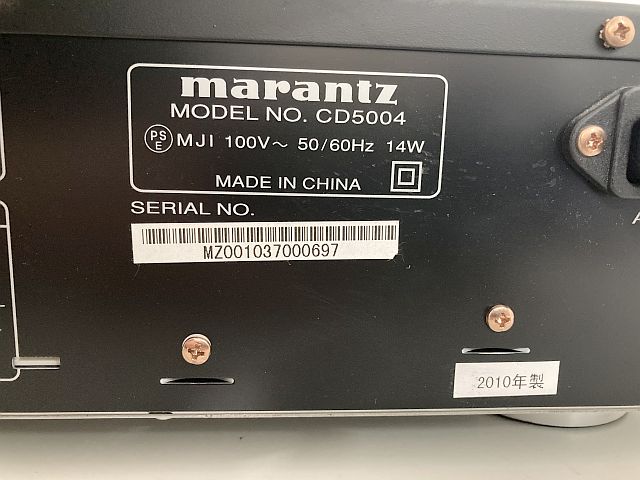 marantz
MODEL NO. CD5004
PS
E
MJI 100V～ 50/60Hz 14W
MADE IN CHINA
SERIAL NO.
MZ001037000697
2010年製
A